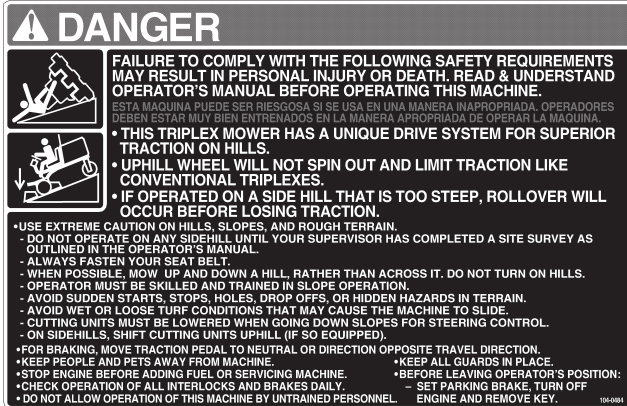 DANGER
FAILURE TO COMPLY WITH THE FOLLOWING SAFETY REQUIREMENTS
MAY RESULT IN PERSONAL INJURY OR DEATH. READ & UNDERSTAND
OPERATOR'S MANUAL BEFORE OPERATING THIS MACHINE.
ESTA MAQUINA PUEDE SER RIESGOSA SI SE USA EN UNA MANERA INAPROPRIADA. OPERADORES
DEBEN ESTAR MUY BIEN ENTRENADOS EN LA MANERA APROPRIADA DE OPERAR LA MAQUINA.
• THIS TRIPLEX MOWER HAS A UNIQUE DRIVE SYSTEM FOR SUPERIOR
TRACTION ON HILLS.
• UPHILL WHEEL WILL NOT SPIN OUT AND LIMIT TRACTION LIKE
CONVENTIONAL TRIPLEXES.
• IF OPERATED ON A SIDE HILL THAT IS TOO STEEP, ROLLOVER WILL
OCCUR BEFORE LOSING TRACTION.
•USE EXTREME CAUTION ON HILLS, SLOPES, AND ROUGH TERRAIN.
- DO NOT OPERATE ON ANY SIDEHILL UNTIL YOUR SUPERVISOR HAS COMPLETED A SITE SURVEY AS
OUTLINED IN THE OPERATOR'S MANUAL.
- ALWAYS FASTEN YOUR SEAT BELT.
- WHEN POSSIBLE, MOW UP AND DOWN A HILL, RATHER THAN ACROSS IT. DO NOT TURN ON HILLS.
- OPERATOR MUST BE SKILLED AND TRAINED IN SLOPE OPERATION.
- AVOID SUDDEN STARTS, STOPS, HOLES, DROP OFFS, OR HIDDEN HAZARDS IN TERRAIN.
- AVOID WET OR LOOSE TURF CONDITIONS THAT MAY CAUSE THE MACHINE TO SLIDE.
- CUTTING UNITS MUST BE LOWERED WHEN GOING DOWN SLOPES FOR STEERING CONTROL.
- ON SIDEHILLS, SHIFT CUTTING UNITS UPHILL (IF SO EQUIPPED).
•FOR BRAKING, MOVE TRACTION PEDAL TO NEUTRAL OR DIRECTION OPPOSITE TRAVEL DIRECTION.
•KEEP PEOPLE AND PETS AWAY FROM MACHINE.
•STOP ENGINE BEFORE ADDING FUEL OR SERVICING MACHINE.
•CHECK OPERATION OF ALL INTERLOCKS AND BRAKES DAILY.
• DO NOT ALLOW OPERATION OF THIS MACHINE BY UNTRAINED PERSONNEL.
•KEEP ALL GUARDS IN PLACE.
•BEFORE LEAVING OPERATOR'S POSITION:
– SET PARKING BRAKE, TURN OFF
ENGINE AND REMOVE KEY.
104-0484